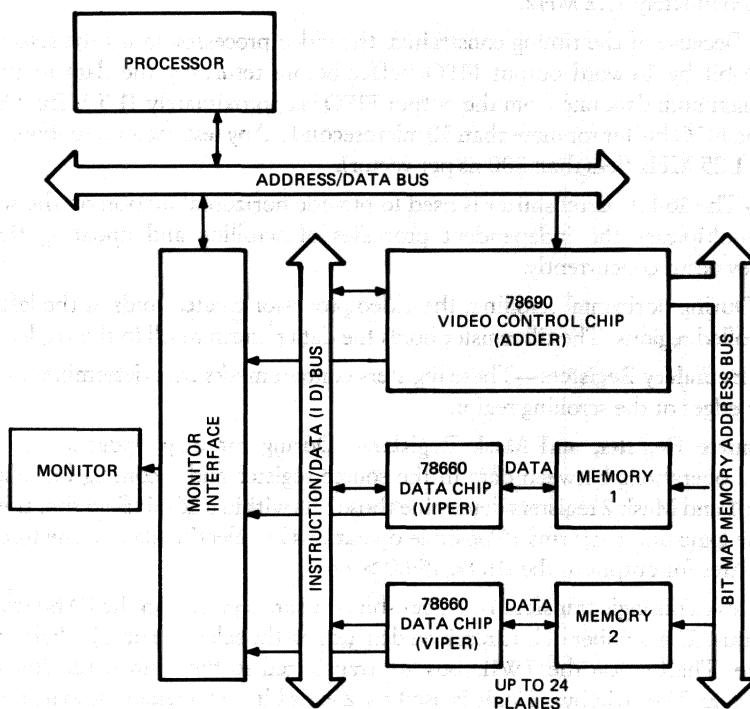 PROCESSOR
ADDRESS/DATA BUS
78690
VIDEO CONTROL CHIP
(ADDER)
MONITOR
MONITOR
INTERFACE
INSTRUCTION/DATA (I D) BUS
78660
DATA CHIP
(VIPER)
DATA
MEMORY
1
78660
DATA CHIP
(VIPER)
DATA
MEMORY
2
UP TO 24
PLANES
BIT MAP MEMORY ADDRESS BUS